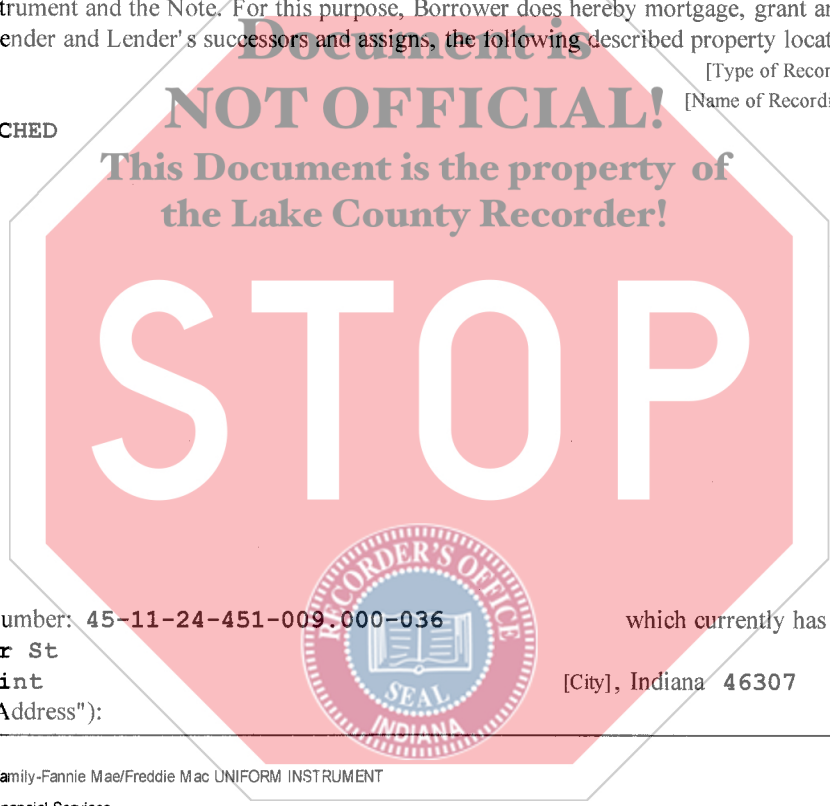 trument and the Note. For this purpose, Borrower does hereby mortgage, grant a
ender and Lender's successors and assigns, the following described property locat
Document is
[Type of Recor
NOT OFFICIAL!
[Name of Record
CHED
This Document is the property of
the Lake County Recorder!
STOP
RECORDER'S OFFICE
SEAL
INDIANA
umber: 45-11-24-451-009.000-036 which currently has
r St
int [City], Indiana 46307
Address"):
amily-Fannie Mae/Freddie Mac UNIFORM INSTRUMENT